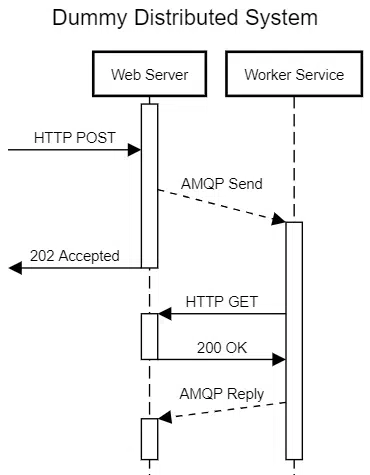 Dummy Distributed System
Web Server
Worker Service
HTTP POST
AMQP Send
202 Accepted
HTTP GET
200 OK
AMQP Reply